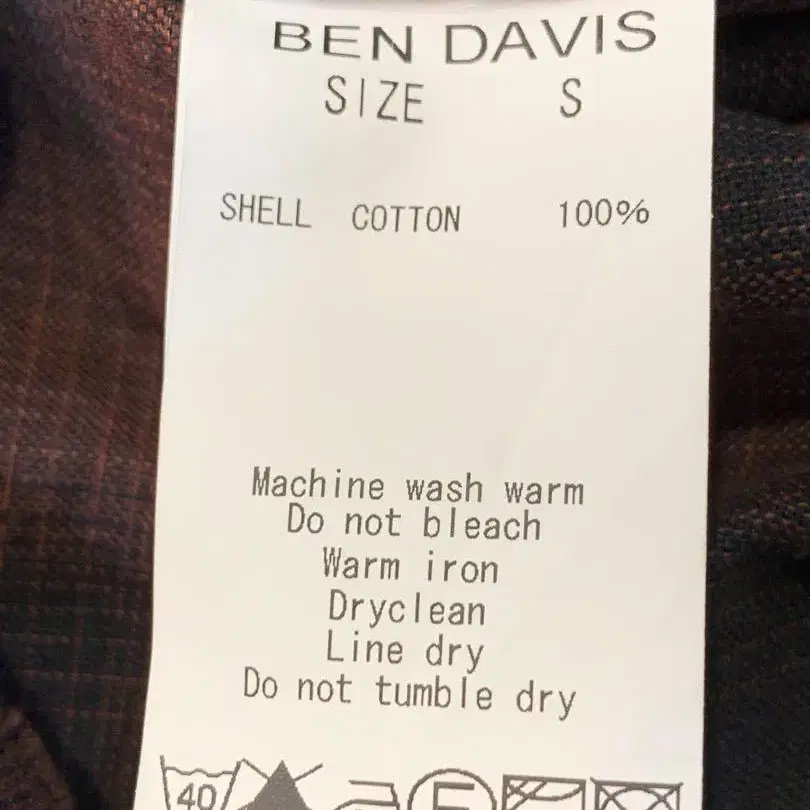 BEN DAVIS
SIZE S
SHELL COTTON 100%
Machine wash warm
Do not bleach
Warm iron
Dryclean
Line dry
Do not tumble dry
40 F